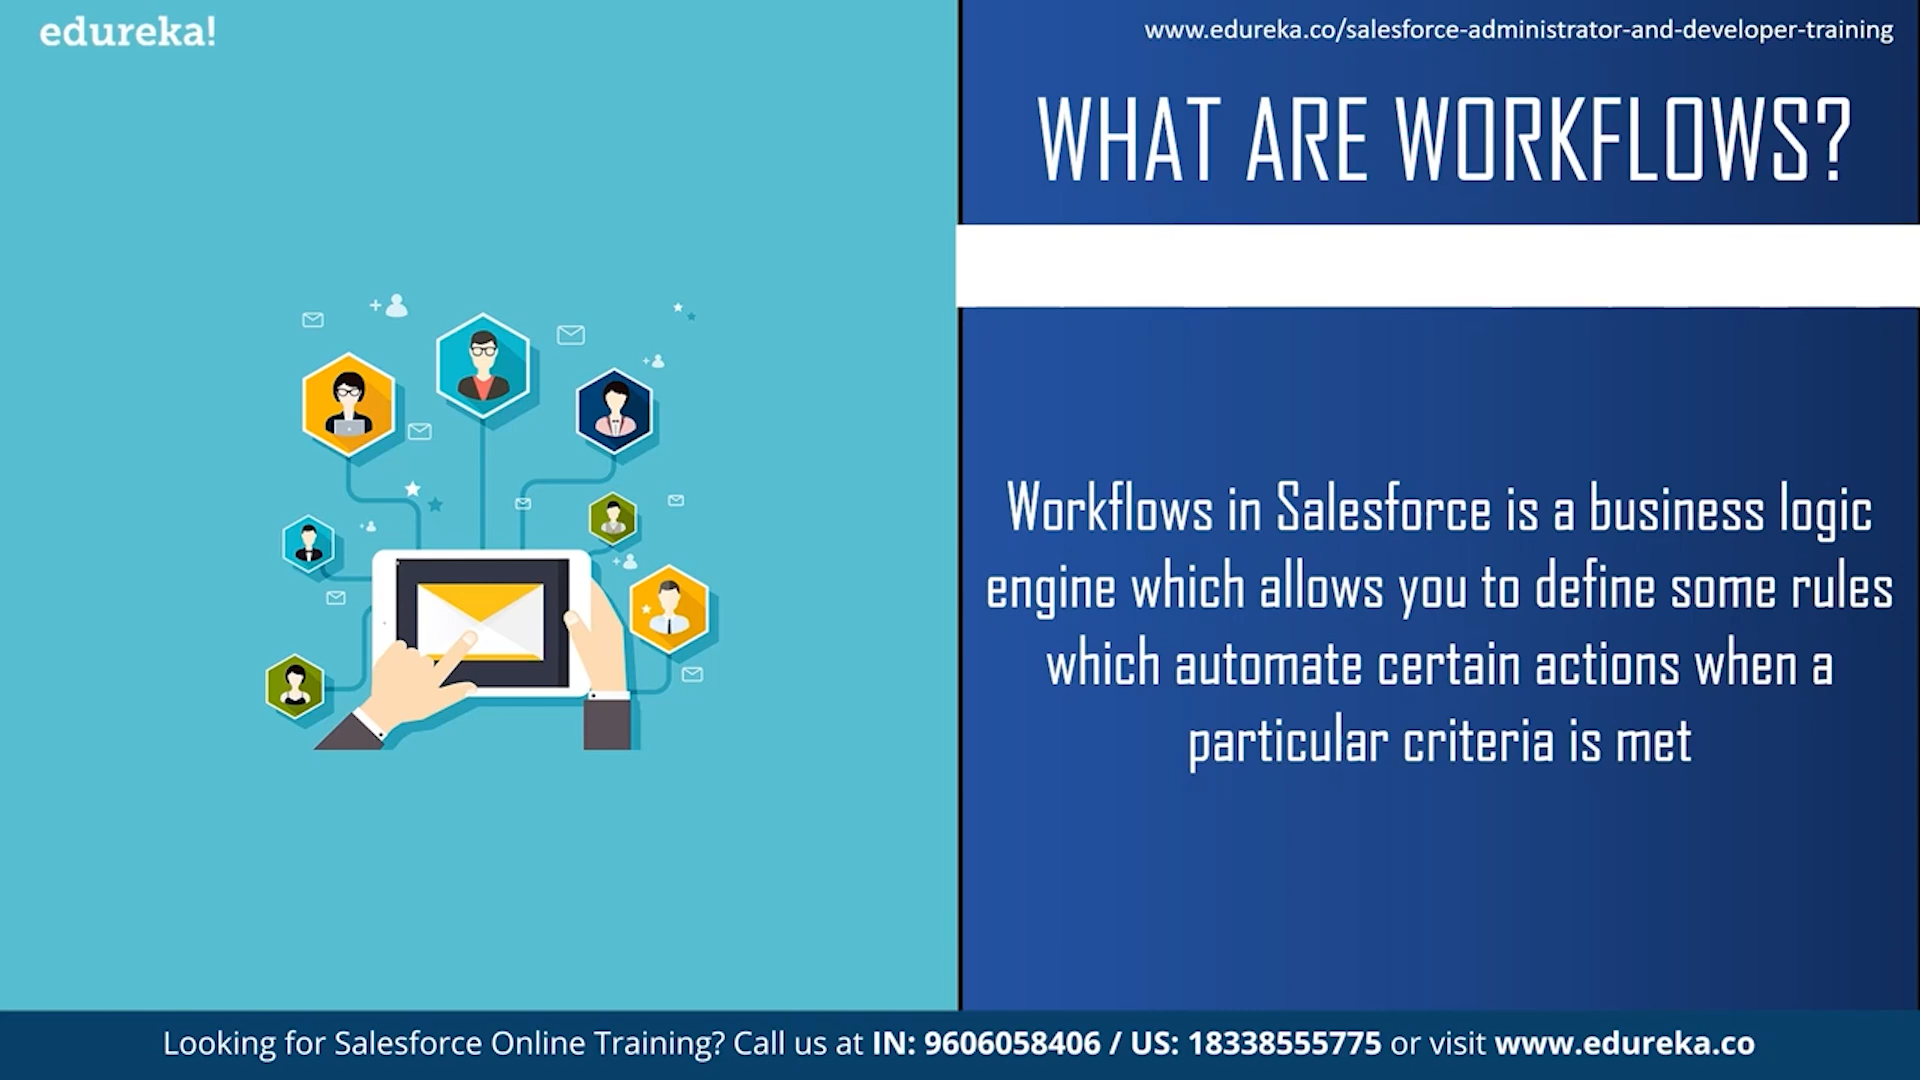 edureka!
www.edureka.co/salesforce-administrator-and-developer-training
WHAT ARE WORKFLOWS?
Workflows in Salesforce is a business logic
engine which allows you to define some rules
which automate certain actions when a
particular criteria is met
Looking for Salesforce Online Training? Call us at IN: 9606058406 / US: 18338555775 or visit www.edureka.co